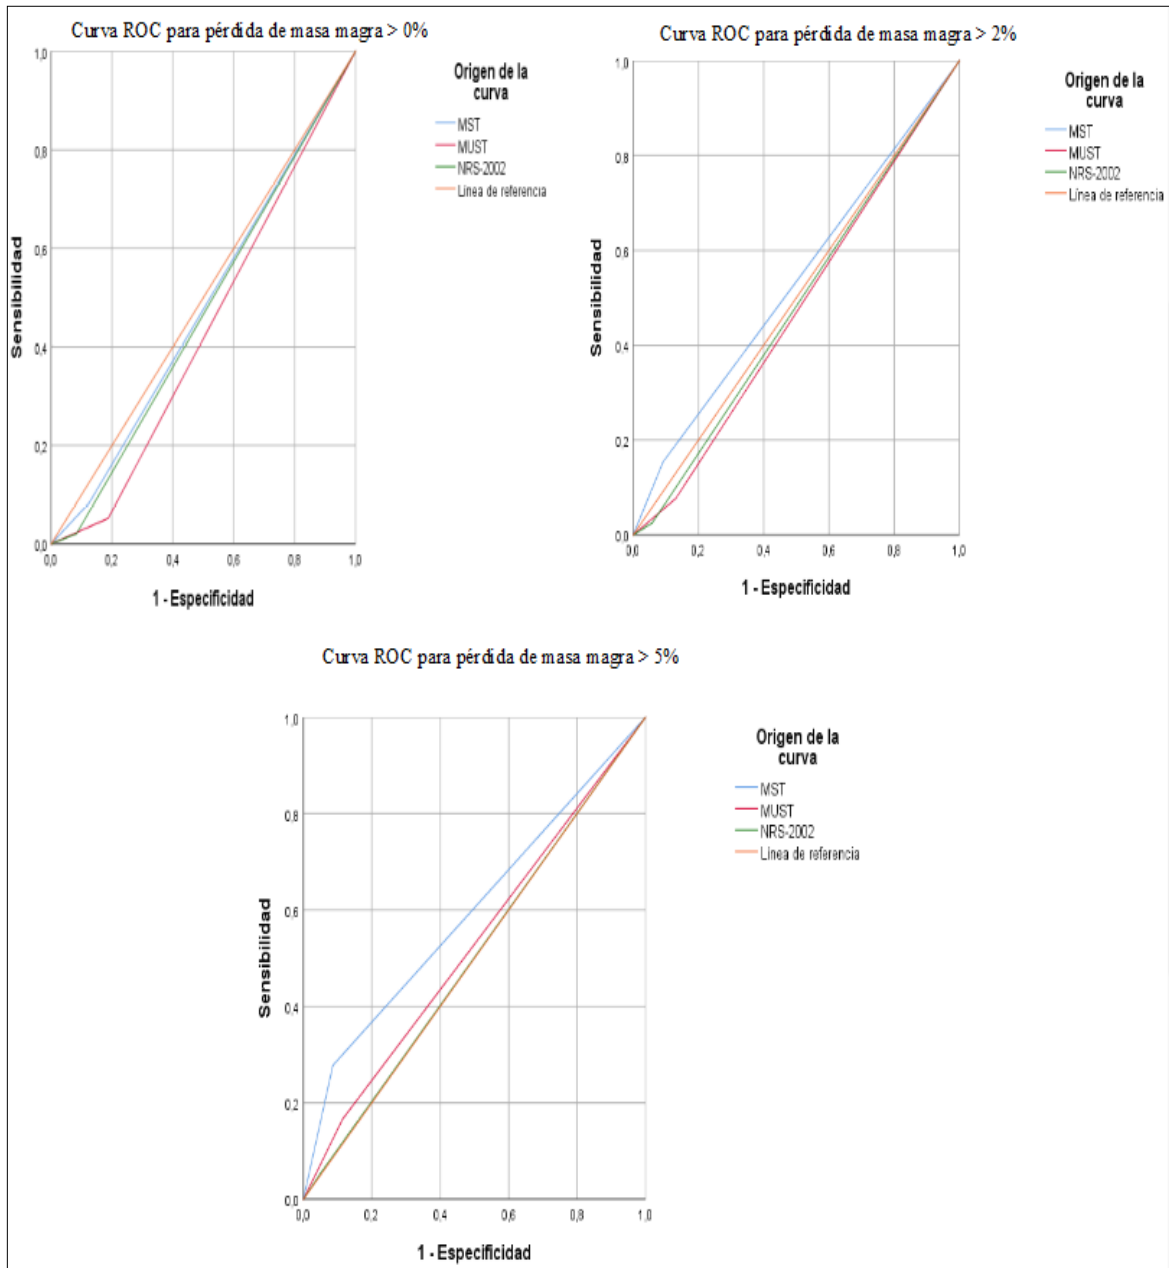 Curva ROC para pérdida de masa magra > 0%
1,0
0,8
0,6
0,4
0,2
0,0
Sensibilidad
0,0 0,2 0,4 0,6 0,8 1,0
1 - Especificidad
Origen de la
curva
MST
MUST
NRS-2002
Línea de referencia
Curva ROC para pérdida de masa magra > 2%
1,0
0,8
0,6
0,4
0,2
0,0
Sensibilidad
0,0 0,2 0,4 0,6 0,8 1,0
1 - Especificidad
Origen de la
curva
MST
MUST
NRS-2002
Línea de referencia
Curva ROC para pérdida de masa magra > 5%
1,0
0,8
0,6
0,4
0,2
0,0
Sensibilidad
0,0 0,2 0,4 0,6 0,8 1,0
1 - Especificidad
Origen de la
curva
MST
MUST
NRS-2002
Línea de referencia